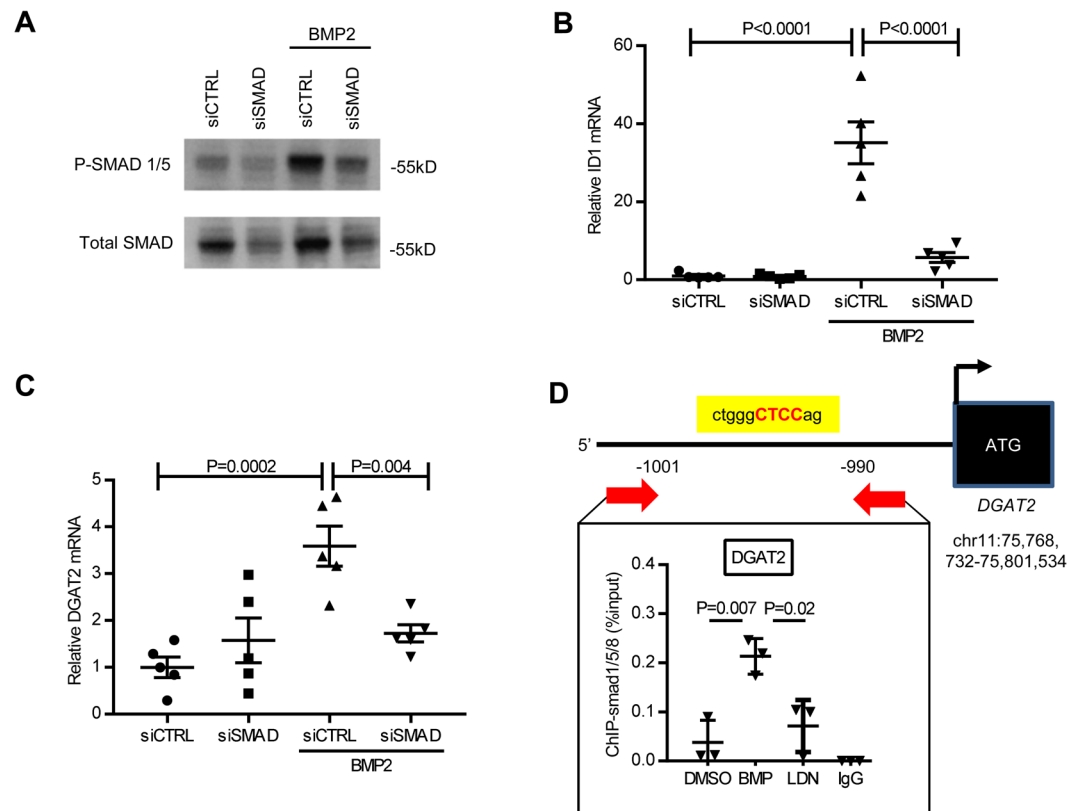 A
BMP2
siCTRL
siSMAD
siCTRL
siSMAD
P-SMAD 1/5
-55kD
Total SMAD
-55kD
B
P<0.0001
P<0.0001
60
40
20
0
Relative ID1 mRNA
siCTRL
siSMAD
siCTRL
siSMAD
BMP2
C
P=0.0002
P=0.004
5
4
3
2
1
0
Relative DGAT2 mRNA
siCTRL
siSMAD
siCTRL
siSMAD
BMP2
D
ctgggCTCCag
5’
ATG
-1001
-990
DGAT2
chr11:75,768,
732-75,801,534
DGAT2
0.4
0.3
0.2
0.1
0.0
ChIP-smad1/5/8 (%input)
P=0.007
P=0.02
DMSO
BMP
LDN
IgG